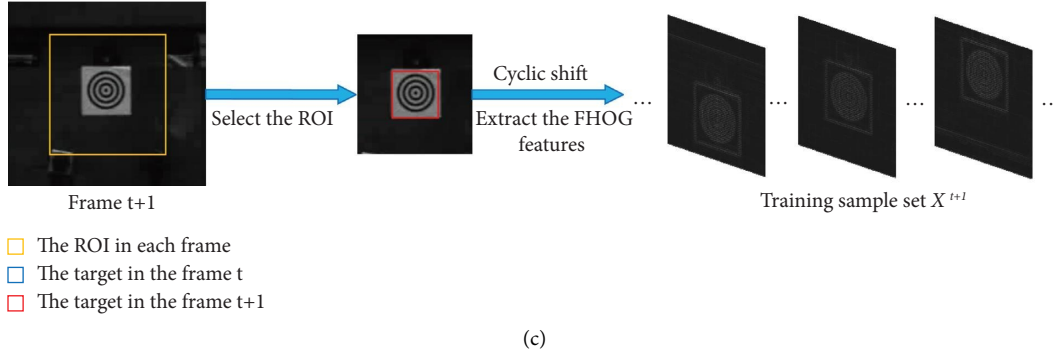 Cyclic shift
Select the ROI
Extract the FHOG
features
... ... ... ..
Frame t+1
Training sample set X t+1
The ROI in each frame
The target in the frame t
The target in the frame t+1
(c)